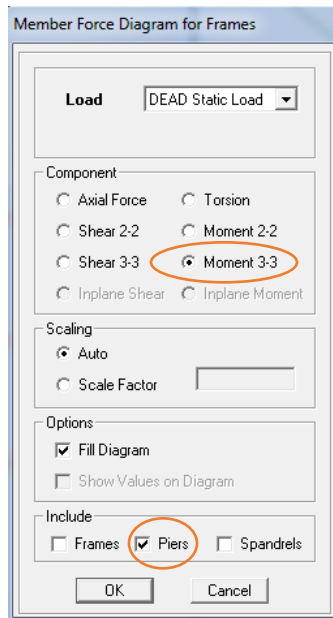 Member Force Diagram for Frames
Load DEAD Static Load
Component
Axial Force Torsion
Shear 2-2 Moment 2-2
Shear 3-3 Moment 3-3
Inplane Shear Inplane Moment
Scaling
Auto
Scale Factor
Options
Fill Diagram
Show Values on Diagram
Include
Frames Piers Spandrels
OK Cancel